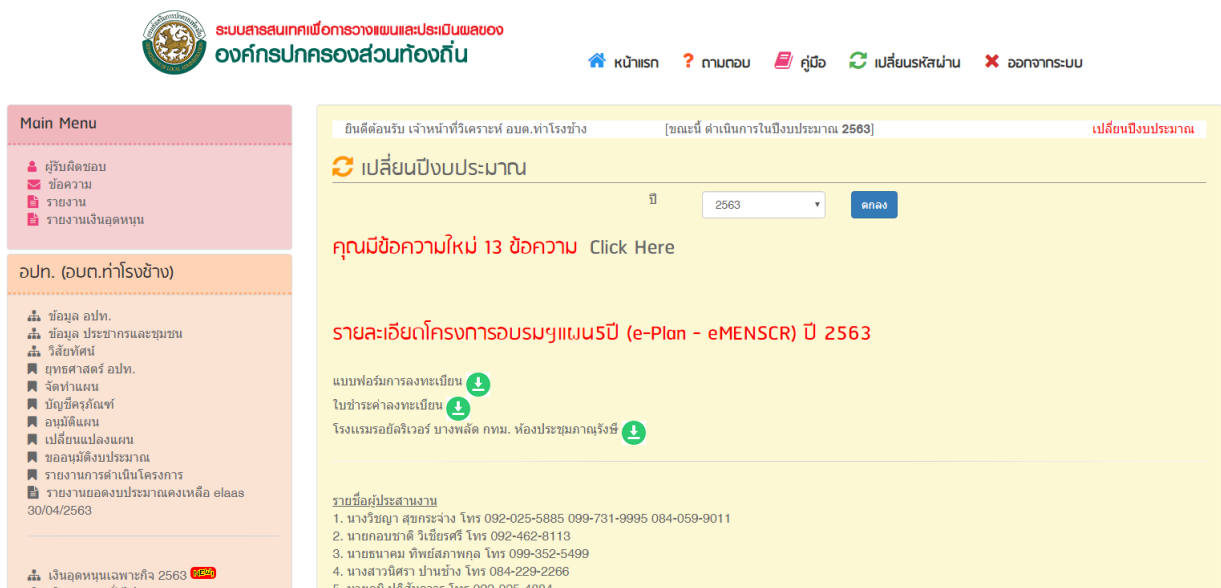 ระบบสารสนเทศเพื่อการวางแผนและประเมินผลของ
องค์กรปกครองส่วนท้องถิ่น
หน้าแรก ? ถามตอบ คู่มือ เปลี่ยนรหัสผ่าน ออกจากระบบ
Main Menu
ผู้รับผิดชอบ
ข้อความ
รายงาน
รายงานเงินอุดหนุน
อปท. (อบต.ท่าโรงช้าง)
ข้อมูล อปท.
ข้อมูล ประชากรและชุมชน
วิสัยทัศน์
ยุทธศาสตร์ อปท.
จัดทำแผน
บัญชีครุภัณฑ์
อนุมัติแผน
เปลี่ยนแปลงแผน
ขออนุมัติงบประมาณ
รายงานการดำเนินโครงการ
รายงานยอดงบประมาณคงเหลือ elaas
30/04/2563
เงินอุดหนุนเฉพาะกิจ 2563 NEW
ยินดีต้อนรับ เจ้าหน้าที่วิเคราะห์ อบต.ท่าโรงช้าง [ขณะนี้ ดำเนินการในปีงบประมาณ 2563] เปลี่ยนปีงบประมาณ
เปลี่ยนปีงบประมาณ
ปี 2563 ตกลง
คุณมีข้อความใหม่ 13 ข้อความ Click Here
รายละเอียดโครงการอบรมฯแผน5ปี (e-Plan - eMENSCR) ปี 2563
แบบฟอร์มการลงทะเบียน
ใบชำระค่าลงทะเบียน
โรงแรมรอยัลริเวอร์ บางพลัด กทม. ห้องประชุมภาณุรังษี
รายชื่อผู้ประสานงาน
1. นางวิชญา สุขกระจ่าง โทร 092-025-5885 099-731-9995 084-059-9011
2. นายกอบชาติ วิเชียรศรี โทร 092-462-8113
3. นายธนาคม ทิพย์สภาพกุล โทร 099-352-5499
4. นางสาวนิศรา ปานช้าง โทร 084-229-2266